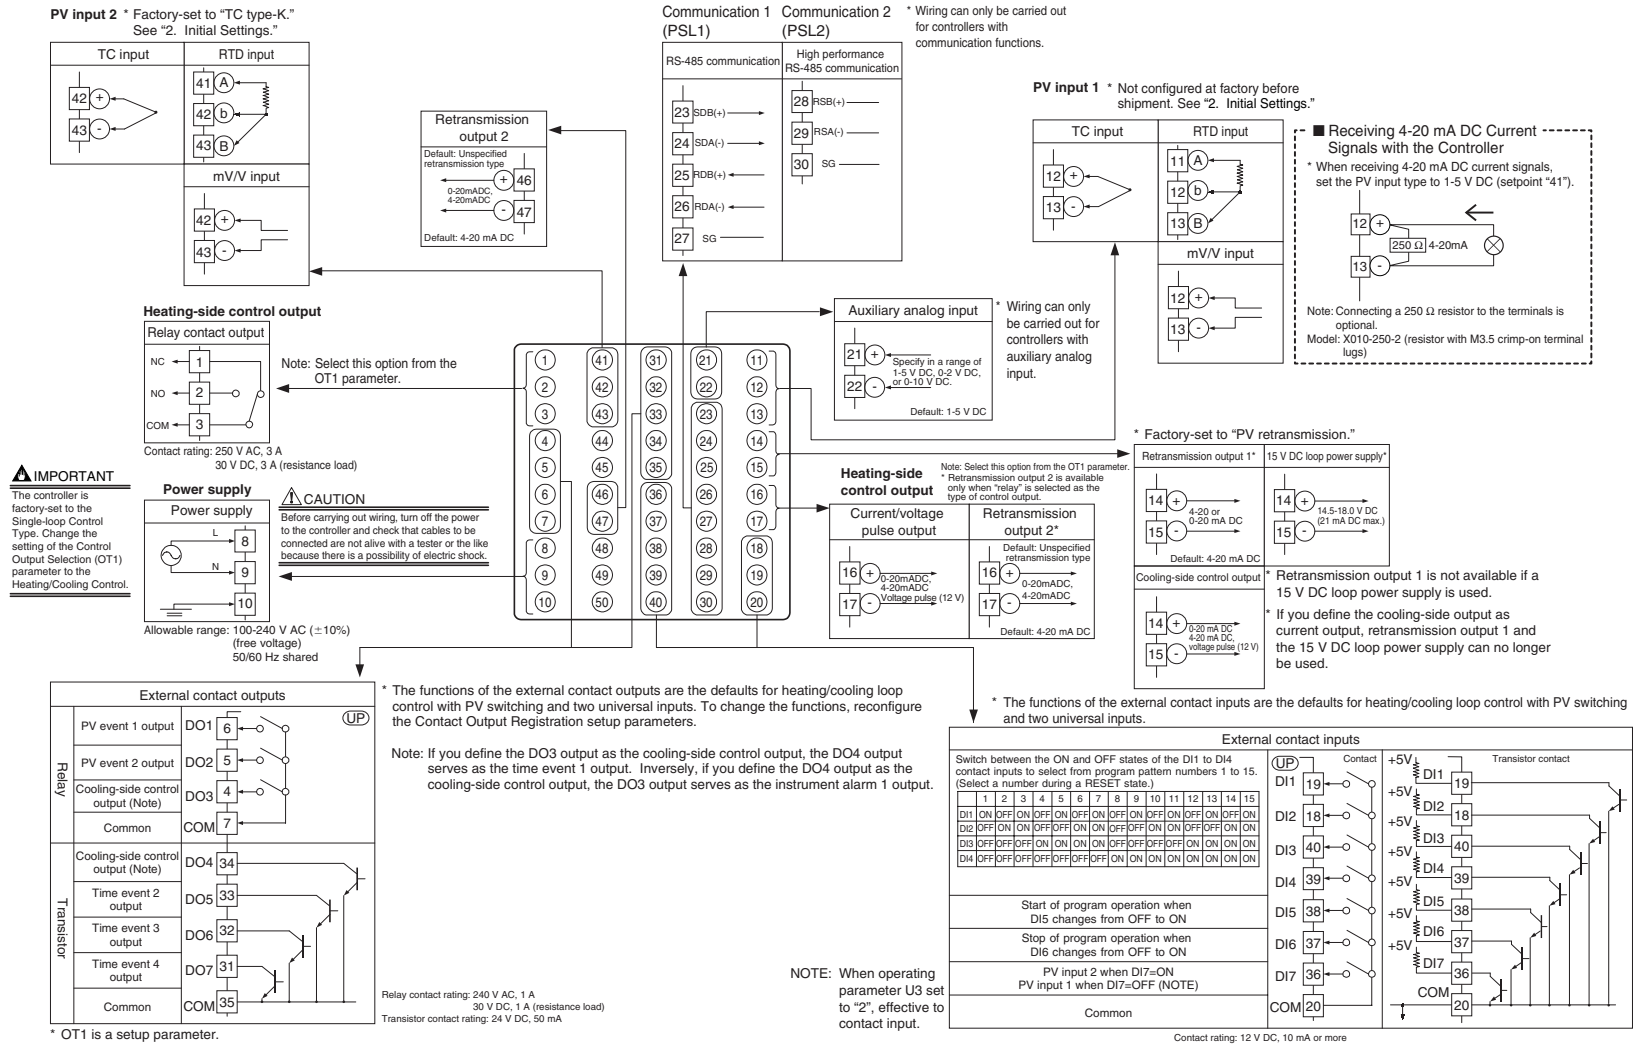 PV input 2 * Factory-set to “TC type-K.”
See “2. Initial Settings.”
TC input
RTD input
42 +
43 -
41 A
42 b
43 B
mV/V input
42 +
43 -
Retransmission
output 2
Default: Unspecified
retransmission type
+ 46
0-20mADC,
4-20mADC
- 47
Default: 4-20 mA DC
Communication 1
(PSL1)
Communication 2
(PSL2)
* Wiring can only be carried out
for controllers with
communication functions.
RS-485 communication
High performance
RS-485 communication
23 SDB(+)
24 SDA(-)
25 RDB(+)
26 RDA(-)
27 SG
28 RSB(+)
29 RSA(-)
30 SG
PV input 1 * Not configured at factory before
shipment. See “2. Initial Settings.”
TC input
RTD input
12 +
13 -
11 A
12 b
13 B
mV/V input
12 +
13 -
■ Receiving 4-20 mA DC Current
Signals with the Controller
* When receiving 4-20 mA DC current signals,
set the PV input type to 1-5 V DC (setpoint “41”).
12 +
250 Ω 4-20mA
13 -
Note: Connecting a 250 Ω resistor to the terminals is
optional.
Model: X010-250-2 (resistor with M3.5 crimp-on terminal
lugs)
Heating-side control output
Relay contact output
NC 1
NO 2
COM 3
Contact rating: 250 V AC, 3 A
30 V DC, 3 A (resistance load)
Note: Select this option from the
OT1 parameter.
Auxiliary analog input
21 +
Specify in a range of
1-5 V DC, 0-2 V DC,
or 0-10 V DC.
22 -
Default: 1-5 V DC
* Wiring can only
be carried out for
controllers with
auxiliary analog
input.
1 41 31 21 11
2 42 32 22 12
3 43 33 23 13
4 44 34 24 14
5 45 35 25 15
6 46 36 26 16
7 47 37 27 17
8 48 38 28 18
9 49 39 29 19
10 50 40 30 20
IMPORTANT
The controller is
factory-set to the
Single-loop Control
Type. Change the
setting of the Control
Output Selection (OT1)
parameter to the
Heating/Cooling Control.
Power supply
Power supply
L 8
N 9
10
Allowable range: 100-240 V AC (±10%)
(free voltage)
50/60 Hz shared
CAUTION
Before carrying out wiring, turn off the power
to the controller and check that cables to be
connected are not alive with a tester or the like
because there is a possibility of electric shock.
Heating-side
control output
Note: Select this option from the OT1 parameter.
* Retransmission output 2 is available
only when “relay” is selected as the
type of control output.
Current/voltage
pulse output
16 +
0-20mADC,
4-20mADC
Voltage pulse (12 V)
17 -
Retransmission
output 2*
Default: Unspecified
retransmission type
16 +
0-20mADC,
4-20mADC
17 -
Default: 4-20 mA DC
* Factory-set to “PV retransmission.”
Retransmission output 1*
14 +
4-20 or
0-20 mA DC
15 -
Default: 4-20 mA DC
15 V DC loop power supply*
14 +
14.5-18.0 V DC
(21 mA DC max.)
15 -
Cooling-side control output
14 +
0-20 mA DC
4-20 mA DC,
voltage pulse (12 V)
15 -
* Retransmission output 1 is not available if a
15 V DC loop power supply is used.
* If you define the cooling-side output as
current output, retransmission output 1 and
the 15 V DC loop power supply can no longer
be used.
External contact outputs
UP
Relay
PV event 1 output DO1 6
PV event 2 output DO2 5
Cooling-side control
output (Note) DO3 4
Common COM 7
Transistor
Cooling-side control
output (Note) DO4 34
Time event 2
output DO5 33
Time event 3
output DO6 32
Time event 4
output DO7 31
Common COM 35
* OT1 is a setup parameter.
* The functions of the external contact outputs are the defaults for heating/cooling loop
control with PV switching and two universal inputs. To change the functions, reconfigure
the Contact Output Registration setup parameters.
Note: If you define the DO3 output as the cooling-side control output, the DO4 output
serves as the time event 1 output. Inversely, if you define the DO4 output as the
cooling-side control output, the DO3 output serves as the instrument alarm 1 output.
Relay contact rating: 240 V AC, 1 A
30 V DC, 1 A (resistance load)
Transistor contact rating: 24 V DC, 50 mA
* The functions of the external contact inputs are the defaults for heating/cooling loop control with PV switching
and two universal inputs.
External contact inputs
Switch between the ON and OFF states of the DI1 to DI4
contact inputs to select from program pattern numbers 1 to 15.
(Select a number during a RESET state.)
1 2 3 4 5 6 7 8 9 10 11 12 13 14 15
DI1 ON OFF ON OFF ON OFF ON OFF ON OFF ON OFF ON OFF ON
DI2 OFF ON ON OFF OFF ON ON OFF OFF ON ON OFF OFF ON ON
DI3 OFF OFF OFF ON ON ON ON OFF OFF OFF OFF ON ON ON ON
DI4 OFF OFF OFF OFF OFF OFF OFF ON ON ON ON ON ON ON ON
Start of program operation when
DI5 changes from OFF to ON
Stop of program operation when
DI6 changes from OFF to ON
PV input 2 when DI7=ON
PV input 1 when DI7=OFF (NOTE)
Common
UP Contact
DI1 19
DI2 18
DI3 40
DI4 39
DI5 38
DI6 37
DI7 36
COM 20
Transistor contact
+5V DI1 19
+5V DI2 18
+5V DI3 40
+5V DI4 39
+5V DI5 38
+5V DI6 37
+5V DI7 36
COM 20
NOTE: When operating
parameter U3 set
to “2”, effective to
contact input.
Contact rating: 12 V DC, 10 mA or more